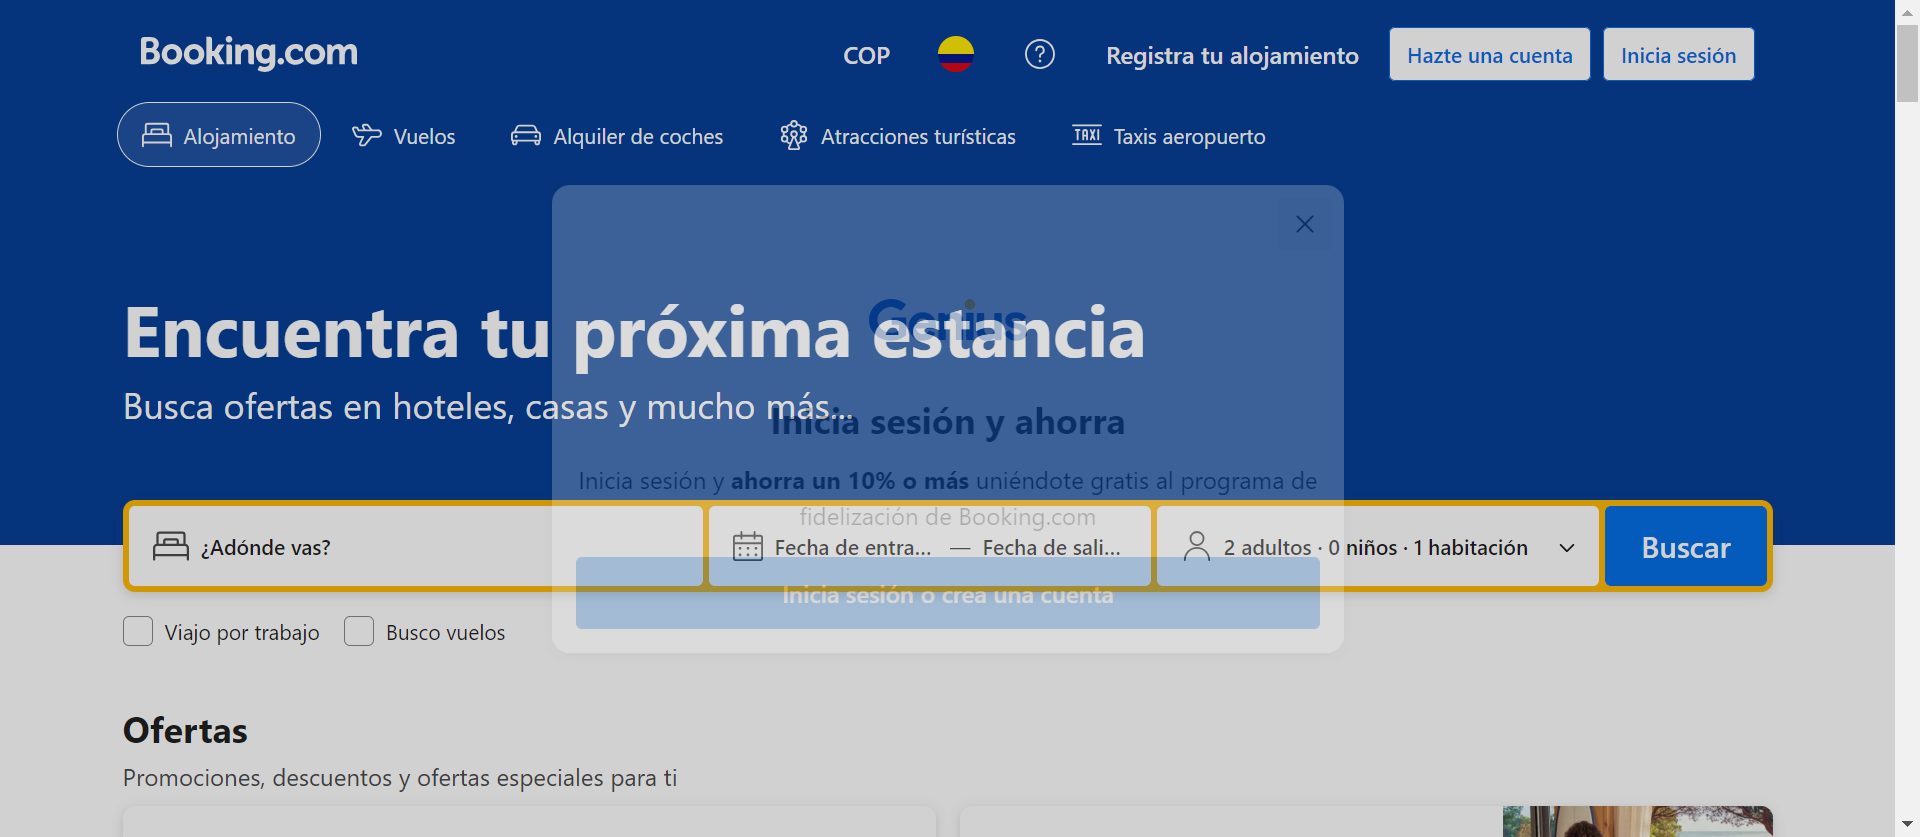 Booking.com
COP
Registra tu alojamiento
Hazte una cuenta
Inicia sesión
Alojamiento
Vuelos
Alquiler de coches
Atracciones turísticas
TAXI
Taxis aeropuerto
Genius
Encuentra tu próxima estancia
Busca ofertas en hoteles, casas y mucho más...
Inicia sesión y ahorra
Inicia sesión y ahorra un 10% o más uniéndote gratis al programa de
fidelización de Booking.com
¿Adónde vas?
Fecha de entra... — Fecha de sali...
2 adultos · 0 niños · 1 habitación
Buscar
Inicia sesión o crea una cuenta
Viajo por trabajo
Busco vuelos
Ofertas
Promociones, descuentos y ofertas especiales para ti